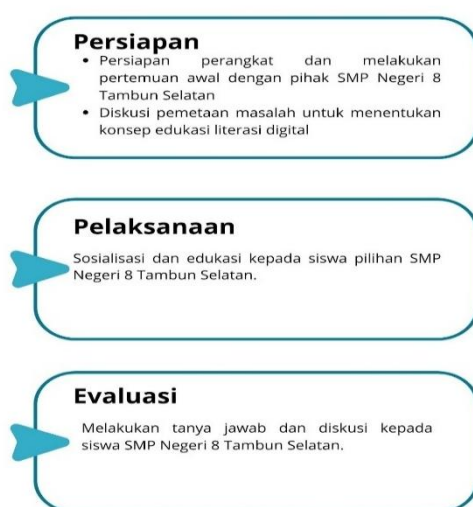 Persiapan
• Persiapan perangkat dan melakukan
pertemuan awal dengan pihak SMP Negeri 8
Tambun Selatan
• Diskusi pemetaan masalah untuk menentukan
konsep edukasi literasi digital
Pelaksanaan
Sosialisasi dan edukasi kepada siswa pilihan SMP
Negeri 8 Tambun Selatan.
Evaluasi
Melakukan tanya jawab dan diskusi kepada
siswa SMP Negeri 8 Tambun Selatan.